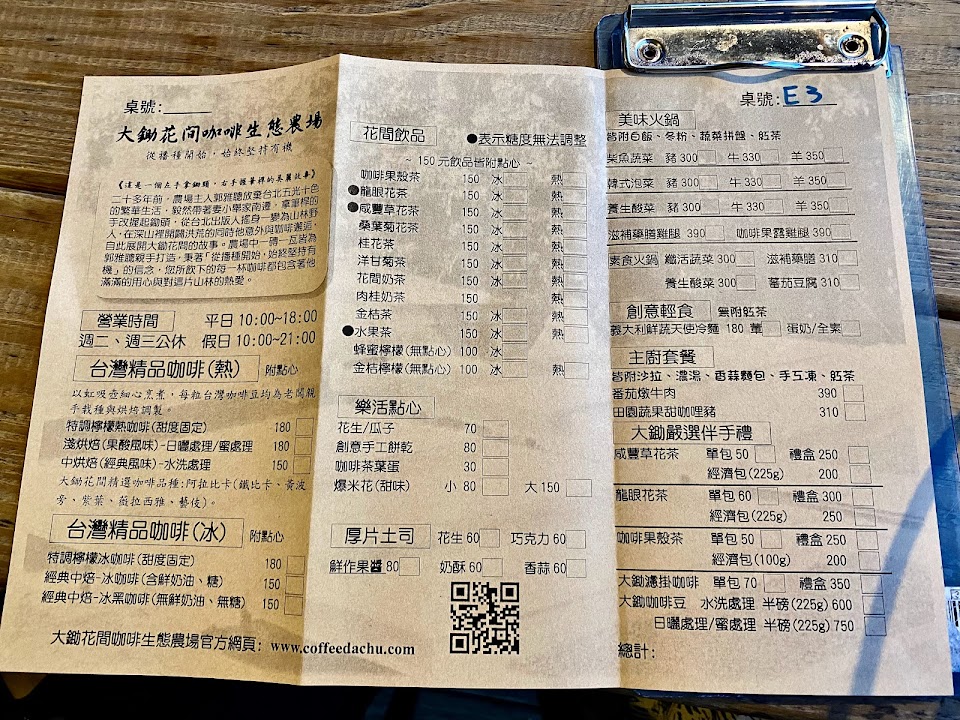 桌號:
大鋤花间咖啡生態農場
從播種開始，始終堅持有機
《這是一個左手拿鋤頭，右手握筆桿的美麗故事》
二十多年前，農場主人郭雅聰放棄台北五光十色
的繁華生活，毅然帶著妻小舉家南遷，拿筆桿的
手改提起鋤頭，從台北出版人搖身一變為山林野
人，在深山裡開闢洪荒的同時他意外與咖啡邂逅，
自此展開大鋤花間的故事。農場中一磚一瓦皆為
郭雅聰親手打造，秉著「從播種開始，始終堅持有
機」的信念，您所飲下的每一杯咖啡都包含著他
滿滿的用心與對這片山林的熱愛。
營業時間 平日 10:00~18:00
週二、週三公休 假日 10:00~21:00
台灣精品咖啡(熱) 附點心
以虹吸壺細心烹煮，每粒台灣咖啡豆均為老闆親
手栽種與烘焙調製。
特調檸檬熱咖啡(甜度固定) 180
淺烘焙(果酸風味)-日曬處理/蜜處理 180
中烘焙(經典風味)-水洗處理 150
大鋤花間精選咖啡品種:阿拉比卡(鐵比卡、黃波
旁、紫葉、薇拉西雅、藝伎)。
台灣精品咖啡(冰) 附點心
特調檸檬冰咖啡(甜度固定) 180
經典中焙-冰咖啡(含鮮奶油、糖) 150
經典中焙-冰黑咖啡(無鮮奶油、無糖) 150
大鋤花間咖啡生態農場官方網頁: www.coffeedachu.com
花間飲品 ●表示糖度無法調整
~ 150 元飲品皆附點心 ~
咖啡果殼茶 150 冰 熱
●龍眼花茶 150 冰 熱
●咸豐草花茶 150 冰 熱
桑葉菊花茶 150 冰 熱
桂花茶 150 冰 熱
洋甘菊茶 150 冰 熱
花間奶茶 150 冰 熱
肉桂奶茶 150 冰 熱
金桔茶 150 冰 熱
●水果茶 150 冰 熱
蜂蜜檸檬(無點心) 100 冰 熱
金桔檸檬(無點心) 100 冰 熱
樂活點心
花生/瓜子 70
創意手工餅乾 80
咖啡茶葉蛋 30
爆米花(甜味) 小 80 大 150
厚片土司 花生 60 巧克力 60
鮮作果醬 80 奶酥 60 香蒜 60
桌號: E3
美味火鍋
皆附白飯、冬粉、蔬菜拼盤、紅茶
柴魚蔬菜 豬 300 牛 330 羊 350
韓式泡菜 豬 300 牛 330 羊 350
養生酸菜 豬 300 牛 330 羊 350
滋補藥膳雞腿 390 咖啡果露雞腿 390
素食火鍋 纖活蔬菜 300 滋補藥膳 310
養生酸菜 300 蕃茄豆腐 310
創意輕食 無附紅茶
義大利鮮蔬天使冷麵 180 葷 蛋奶/全素
主廚套餐
皆附沙拉、濃湯、香蒜麵包、手工凍、紅茶
番茄燉牛肉 390
田園蔬果甜咖哩豬 310
大鋤嚴選伴手禮
咸豐草花茶 單包 50 禮盒 250
經濟包(225g) 200
龍眼花茶 單包 60 禮盒 300
經濟包(225g) 250
咖啡果殼茶 單包 50 禮盒 250
經濟包(100g) 200
大鋤濾掛咖啡 單包 70 禮盒 350
大鋤咖啡豆 水洗處理 半磅(225g) 600
日曬處理/蜜處理 半磅(225g) 750
總計: